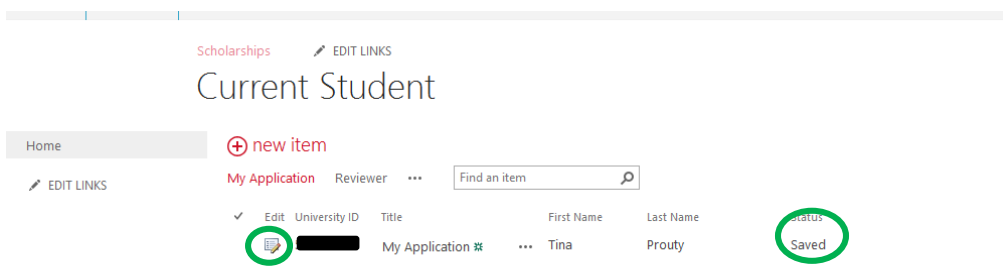 Scholarships EDIT LINKS
Current Student
Home
EDIT LINKS
new item
My Application Reviewer ... Find an item
Edit University ID Title First Name Last Name Status
My Application ... Tina Prouty Saved